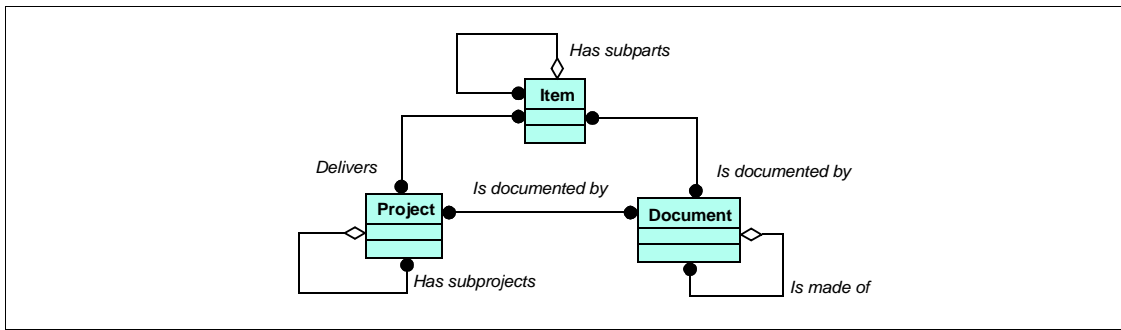 Has subparts
Item
Delivers
Is documented by
Is documented by
Project
Document
Has subprojects
Is made of